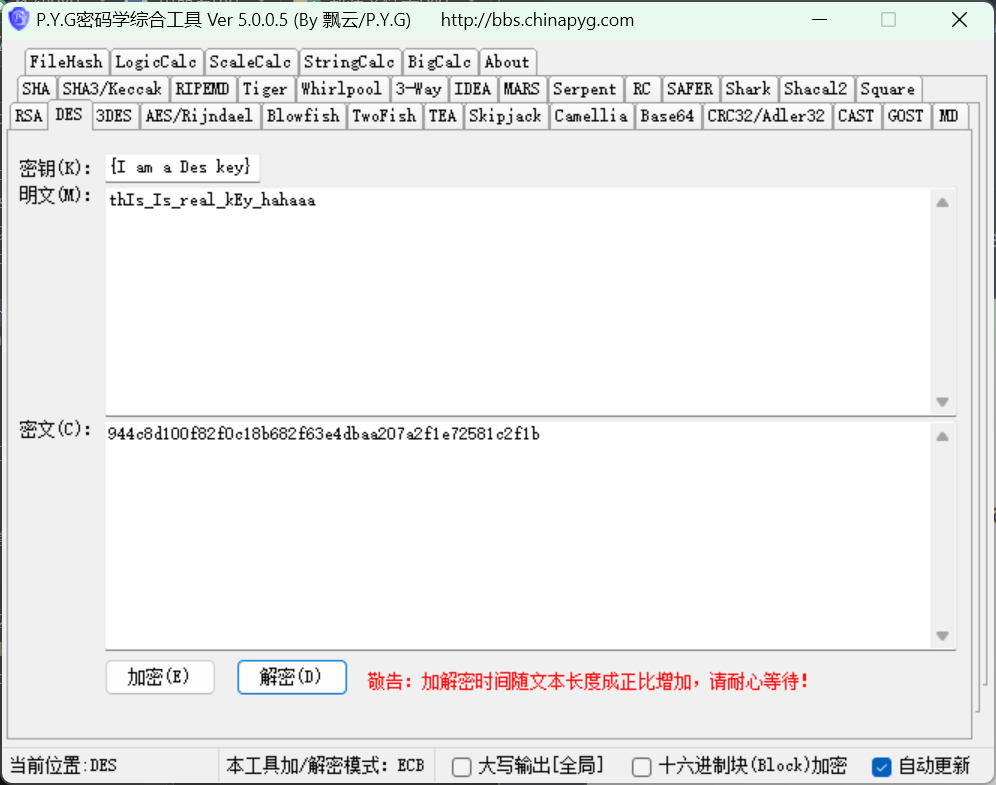 P.Y.G密码学综合工具 Ver 5.0.0.5 (By 飘云/P.Y.G) http://bbs.chinapyg.com
FileHash LogicCalc ScaleCalc StringCalc BigCalc About
SHA SHA3/Keccak RIPEMD Tiger Whirlpool 3-Way IDEA MARS Serpent RC SAFER Shark Shacal2 Square
RSA DES 3DES AES/Rijndael Blowfish TwoFish TEA Skipjack Camellia Base64 CRC32/Adler32 CAST GOST MD
密钥(K): {I am a Des key}
明文(M): thIs_Is_real_kEy_hahaaa
密文(C): 944c8d100f82f0c18b682f63e4dbaa207a2f1e72581c2f1b
加密(E) 解密(D) 敬告: 加解密时间随文本长度成正比增加，请耐心等待!
当前位置:DES 本工具加/解密模式: ECB 大写输出[全局] 十六进制块(Block)加密 自动更新